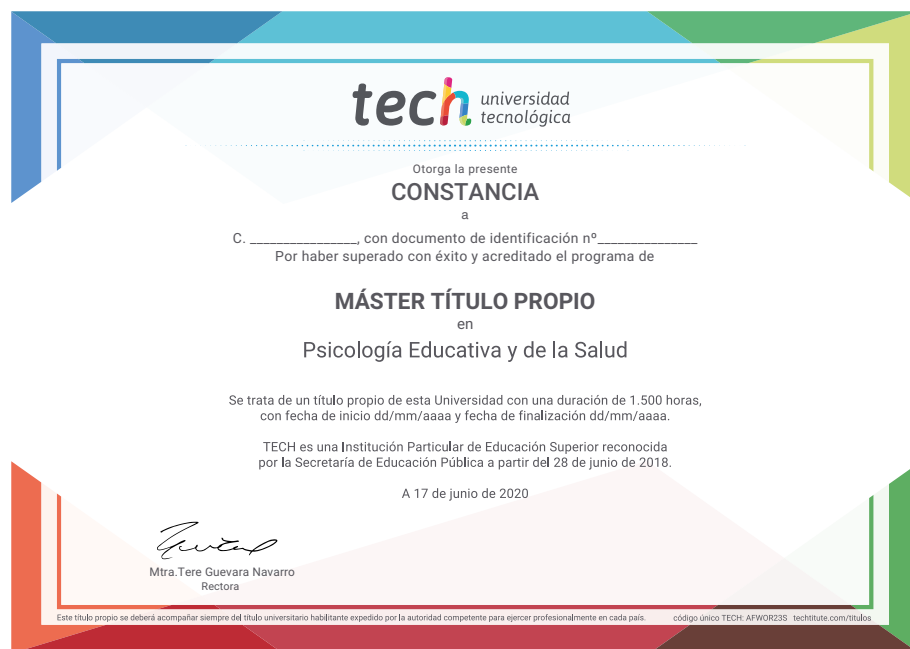 tech universidad
tecnológica
Otorga la presente
CONSTANCIA
a
C. ________________, con documento de identificación nº_______________
Por haber superado con éxito y acreditado el programa de
MÁSTER TÍTULO PROPIO
en
Psicología Educativa y de la Salud
Se trata de un título propio de esta Universidad con una duración de 1.500 horas,
con fecha de inicio dd/mm/aaaa y fecha de finalización dd/mm/aaaa.
TECH es una Institución Particular de Educación Superior reconocida
por la Secretaría de Educación Pública a partir del 28 de junio de 2018.
A 17 de junio de 2020
Mtra.Tere Guevara Navarro
Rectora
Este título propio se deberá acompañar siempre del título universitario habilitante expedido por la autoridad competente para ejercer profesionalmente en cada país. código único TECH: AFWOR23S techtitute.com/titulos